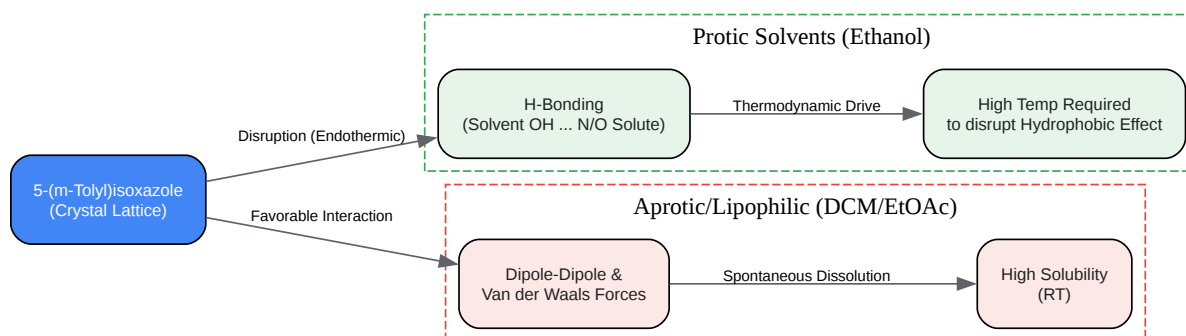 Protic Solvents (Ethanol)
H-Bonding
(Solvent OH ... N/O Solute)
Thermodynamic Drive
High Temp Required
to disrupt Hydrophobic Effect
Disruption (Endothermic)
5-(m-Tolyl)isoxazole
(Crystal Lattice)
Favorable Interaction
Aprotic/Lipophilic (DCM/EtOAc)
Dipole-Dipole &
Van der Waals Forces
Spontaneous Dissolution
High Solubility
(RT)